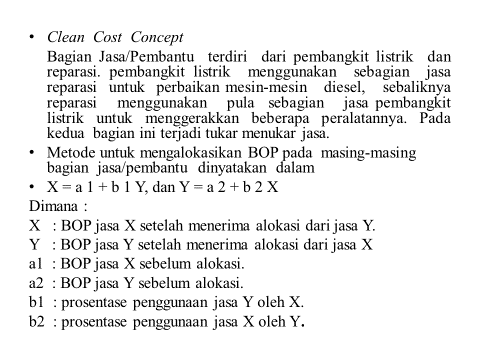 • Clean Cost Concept
Bagian Jasa/Pembantu terdiri dari pembangkit listrik dan
reparasi. pembangkit listrik menggunakan sebagian jasa
reparasi untuk perbaikan mesin-mesin diesel, sebaliknya
reparasi menggunakan pula sebagian jasa pembangkit
listrik untuk menggerakkan beberapa peralatannya. Pada
kedua bagian ini terjadi tukar menukar jasa.
• Metode untuk mengalokasikan BOP pada masing-masing
bagian jasa/pembantu dinyatakan dalam
• X = a 1 + b 1 Y, dan Y = a 2 + b 2 X
Dimana :
X : BOP jasa X setelah menerima alokasi dari jasa Y.
Y : BOP jasa Y setelah menerima alokasi dari jasa X
a1 : BOP jasa X sebelum alokasi.
a2 : BOP jasa Y sebelum alokasi.
b1 : prosentase penggunaan jasa Y oleh X.
b2 : prosentase penggunaan jasa X oleh Y.